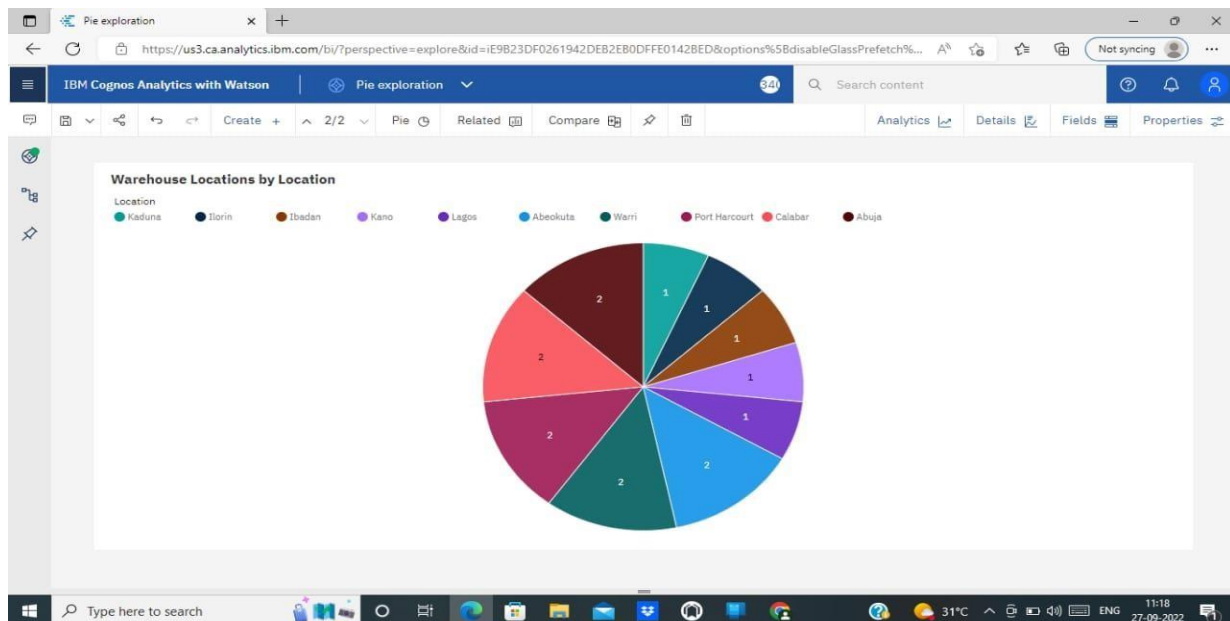 Pie exploration
https://us3.ca.analytics.ibm.com/bi/?perspective=explore&id=iE9B23DF0261942DEB2EB0DFFE0142BED&options%5BdisableGlassPrefetch%...
Not syncing
IBM Cognos Analytics with Watson
Pie exploration
Search content
Create +
2/2
Pie
Related
Compare
Analytics
Details
Fields
Properties
Warehouse Locations by Location
Location
Kaduna Ilorin Ibadan Kano Lagos Abeokuta Warri Port Harcourt Calabar Abuja
2 1
1
1
2
1
1
2
2
2
Type here to search
31°C
ENG
11:18
27-09-2022